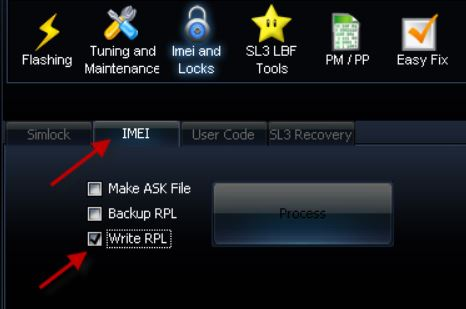 Flashing
Tuning and
Maintenance
Imei and
Locks
SL3 LBF
Tools
PM / PP
Easy Fix
Simlock
IMEI
User Code
SL3 Recovery
Make ASK File
Backup RPL
Write RPL
Process